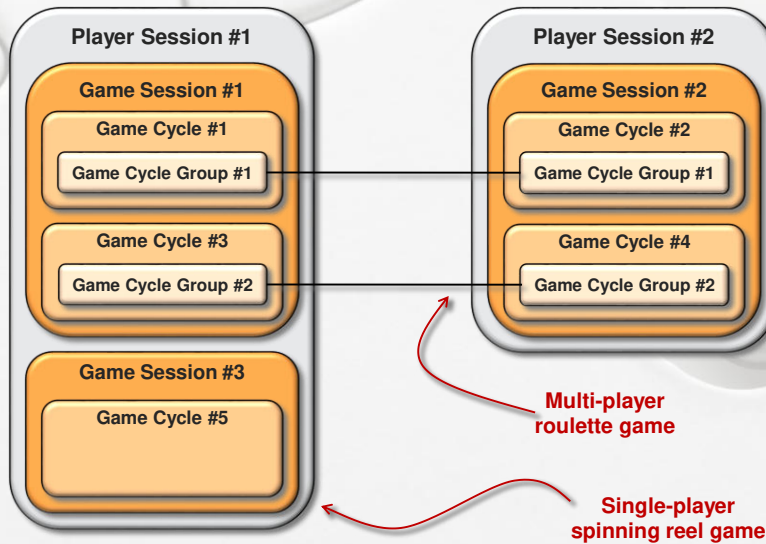 Player Session #1
Game Session #1
Game Cycle #1
Game Cycle Group #1
Game Cycle #3
Game Cycle Group #2
Game Session #3
Game Cycle #5
Player Session #2
Game Session #2
Game Cycle #2
Game Cycle Group #1
Game Cycle #4
Game Cycle Group #2
Multi-player
roulette game
Single-player
spinning reel game